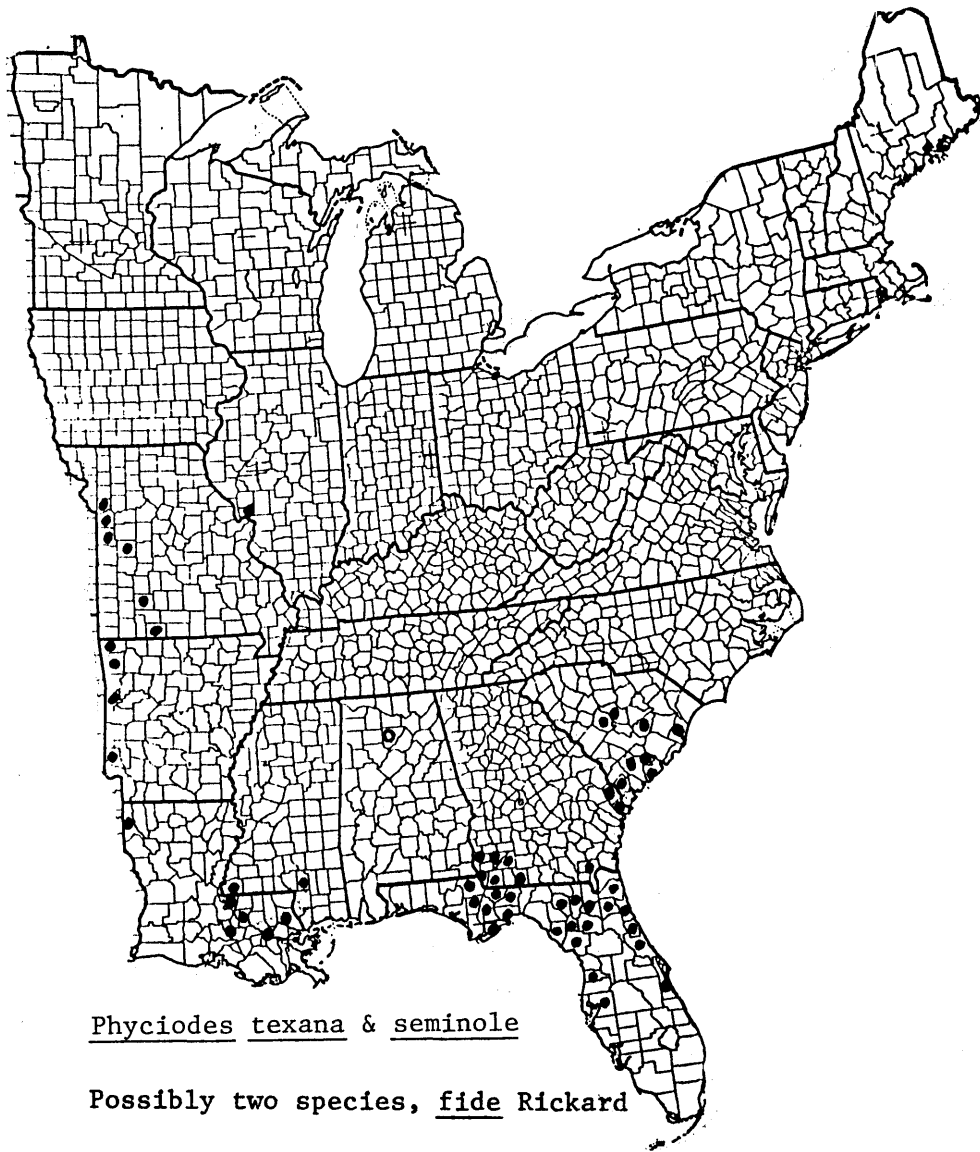 Phyciodes texana & seminole
Possibly two species, fide Rickard